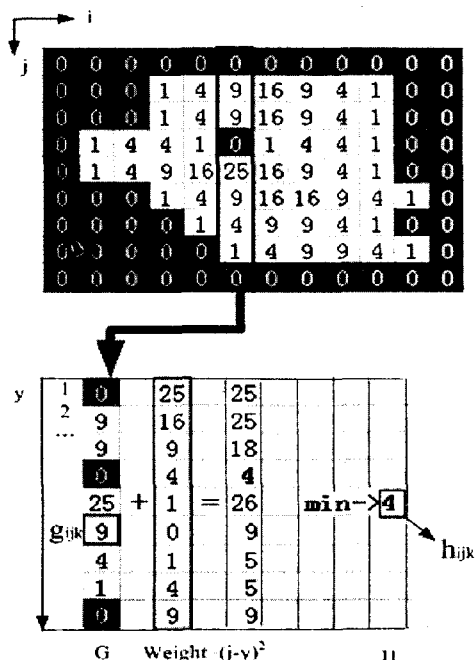 i
j
0 0 0 0 0 0 0 0 0 0 0 0
0 0 0 1 4 9 16 9 4 1 0 0
0 0 0 1 4 9 16 9 4 1 0 0
0 1 4 4 1 0 1 4 4 1 0 0
0 1 4 9 16 25 16 9 4 1 0 0
0 0 0 1 4 9 16 16 9 4 1 0
0 0 0 0 1 4 9 9 4 1 0 0
0 0 0 0 0 1 4 9 9 4 1 0
0 0 0 0 0 0 0 0 0 0 0 0
y 1 0 25 25
2 9 16 25
... 9 9 18
0 4 4
25 + 1 = 26 min->4
gijk 9 0 9 hijk
4 1 5
1 4 5
0 9 9
G Weight (j-y)²